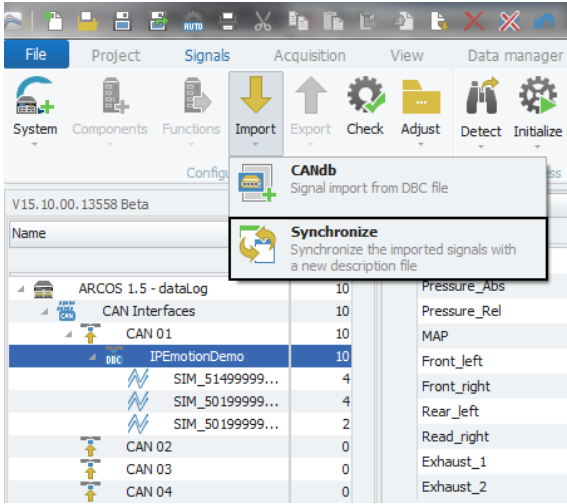 AUTO
File Project Signals Acquisition View Data manager
System Components Functions Import Export Check Adjust Detect Initialize
Configu
ss
CANdb
Signal import from DBC file
Synchronize
Synchronize the imported signals with
a new description file
V15.10.00.13558 Beta
Name
ARCOS 1.5 - dataLog 10
CAN Interfaces 10
CAN 01 10
DBC IPEmotionDemo 10
SIM_51499999... 4
SIM_50199999... 4
SIM_50199999... 2
CAN 02 0
CAN 03 0
CAN 04 0
Pressure_Abs
Pressure_Rel
MAP
Front_left
Front_right
Rear_left
Read_right
Exhaust_1
Exhaust_2